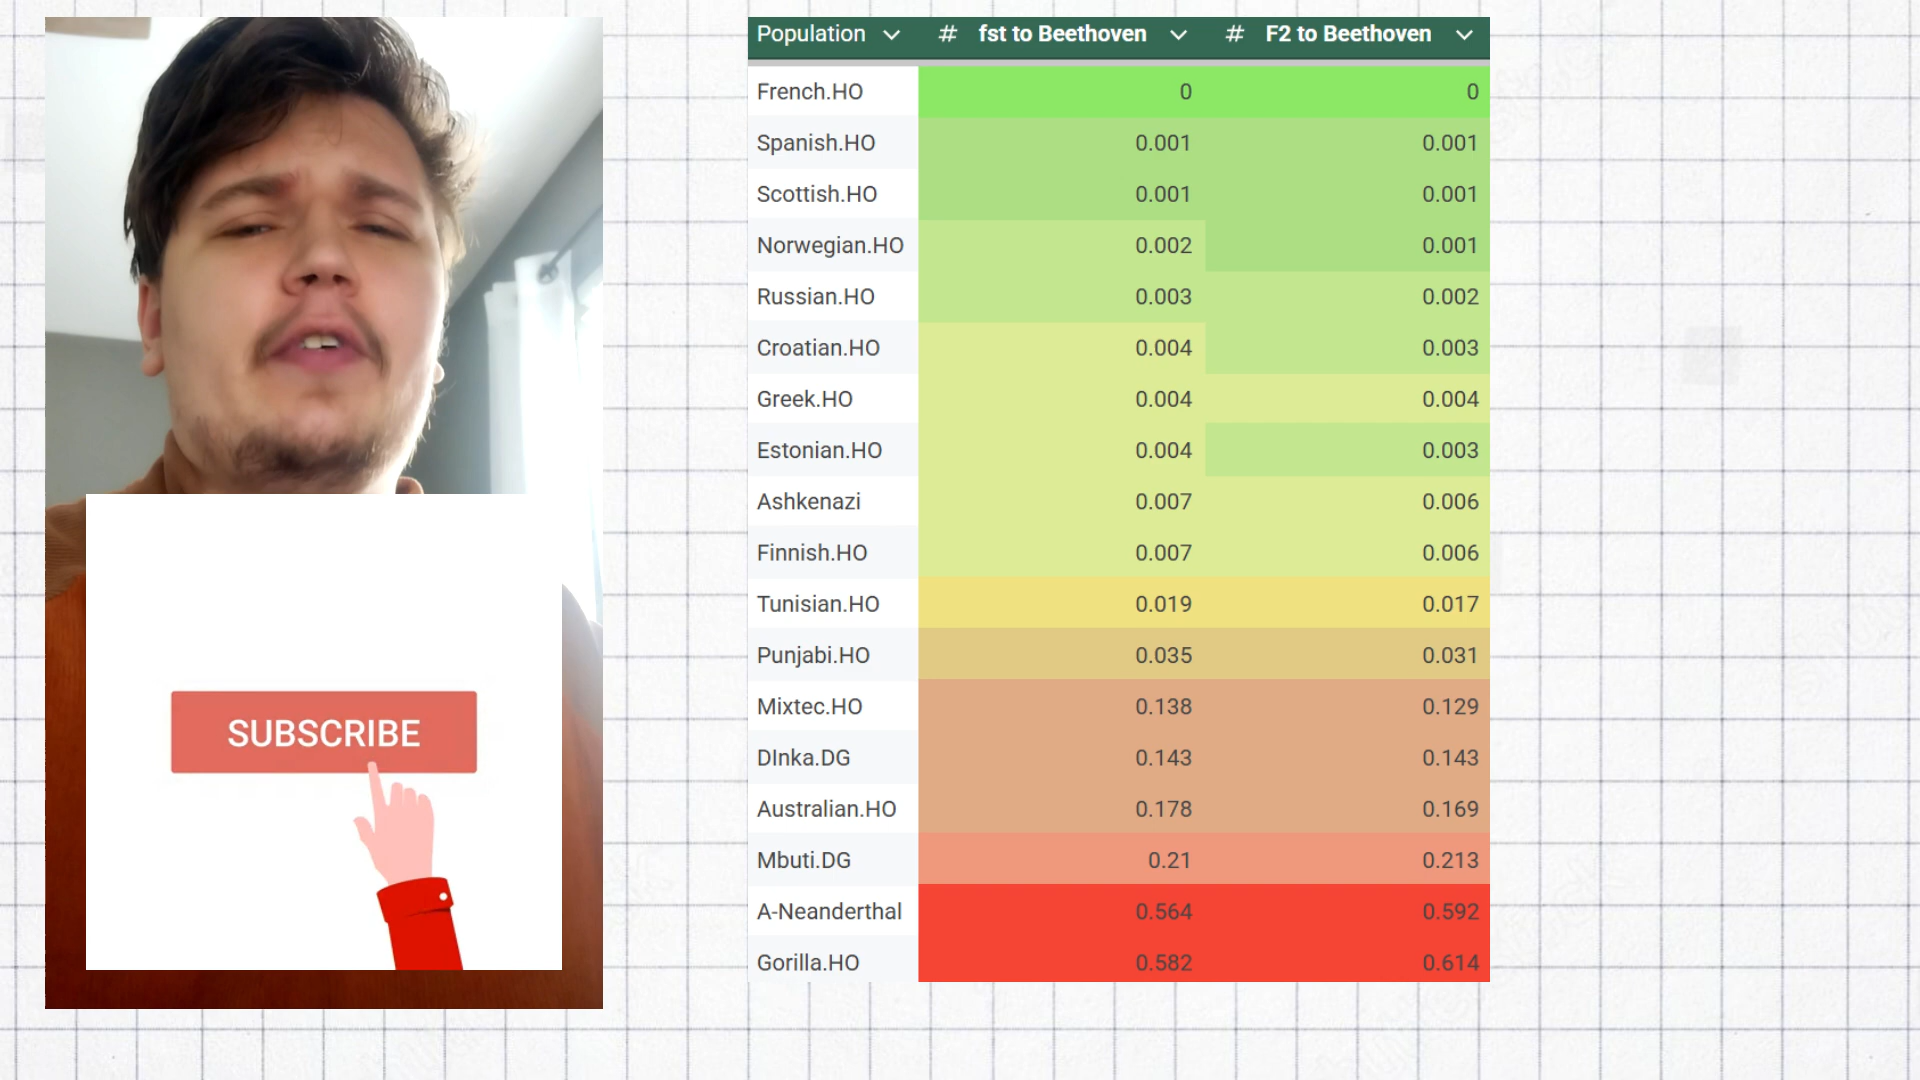 SUBSCRIBE
Population # fst to Beethoven # F2 to Beethoven
French.HO 0 0
Spanish.HO 0.001 0.001
Scottish.HO 0.001 0.001
Norwegian.HO 0.002 0.001
Russian.HO 0.003 0.002
Croatian.HO 0.004 0.003
Greek.HO 0.004 0.004
Estonian.HO 0.004 0.003
Ashkenazi 0.007 0.006
Finnish.HO 0.007 0.006
Tunisian.HO 0.019 0.017
Punjabi.HO 0.035 0.031
Mixtec.HO 0.138 0.129
DInka.DG 0.143 0.143
Australian.HO 0.178 0.169
Mbuti.DG 0.21 0.213
A-Neanderthal 0.564 0.592
Gorilla.HO 0.582 0.614